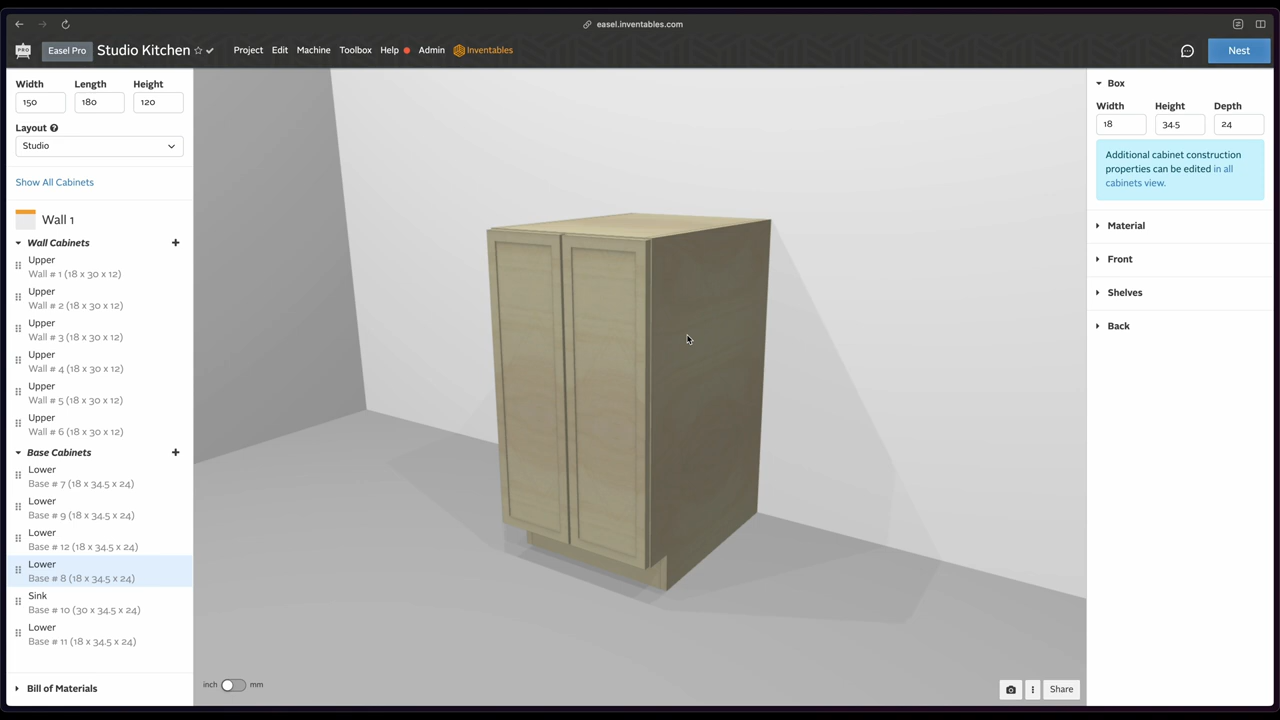 easel.inventables.com
PRO
Easel Pro
Studio Kitchen
Project
Edit
Machine
Toolbox
Help
Admin
Inventables
Nest
Width
Length
Height
150
180
120
Layout
Studio
Show All Cabinets
Wall 1
Wall Cabinets
Upper
Wall # 1 (18 x 30 x 12)
Upper
Wall # 2 (18 x 30 x 12)
Upper
Wall # 3 (18 x 30 x 12)
Upper
Wall # 4 (18 x 30 x 12)
Upper
Wall # 5 (18 x 30 x 12)
Upper
Wall # 6 (18 x 30 x 12)
Base Cabinets
Lower
Base # 7 (18 x 34.5 x 24)
Lower
Base # 9 (18 x 34.5 x 24)
Lower
Base # 12 (18 x 34.5 x 24)
Lower
Base # 8 (18 x 34.5 x 24)
Sink
Base # 10 (30 x 34.5 x 24)
Lower
Base # 11 (18 x 34.5 x 24)
Bill of Materials
inch
mm
Share
Box
Width
Height
Depth
18
34.5
24
Additional cabinet construction
properties can be edited in all
cabinets view.
Material
Front
Shelves
Back